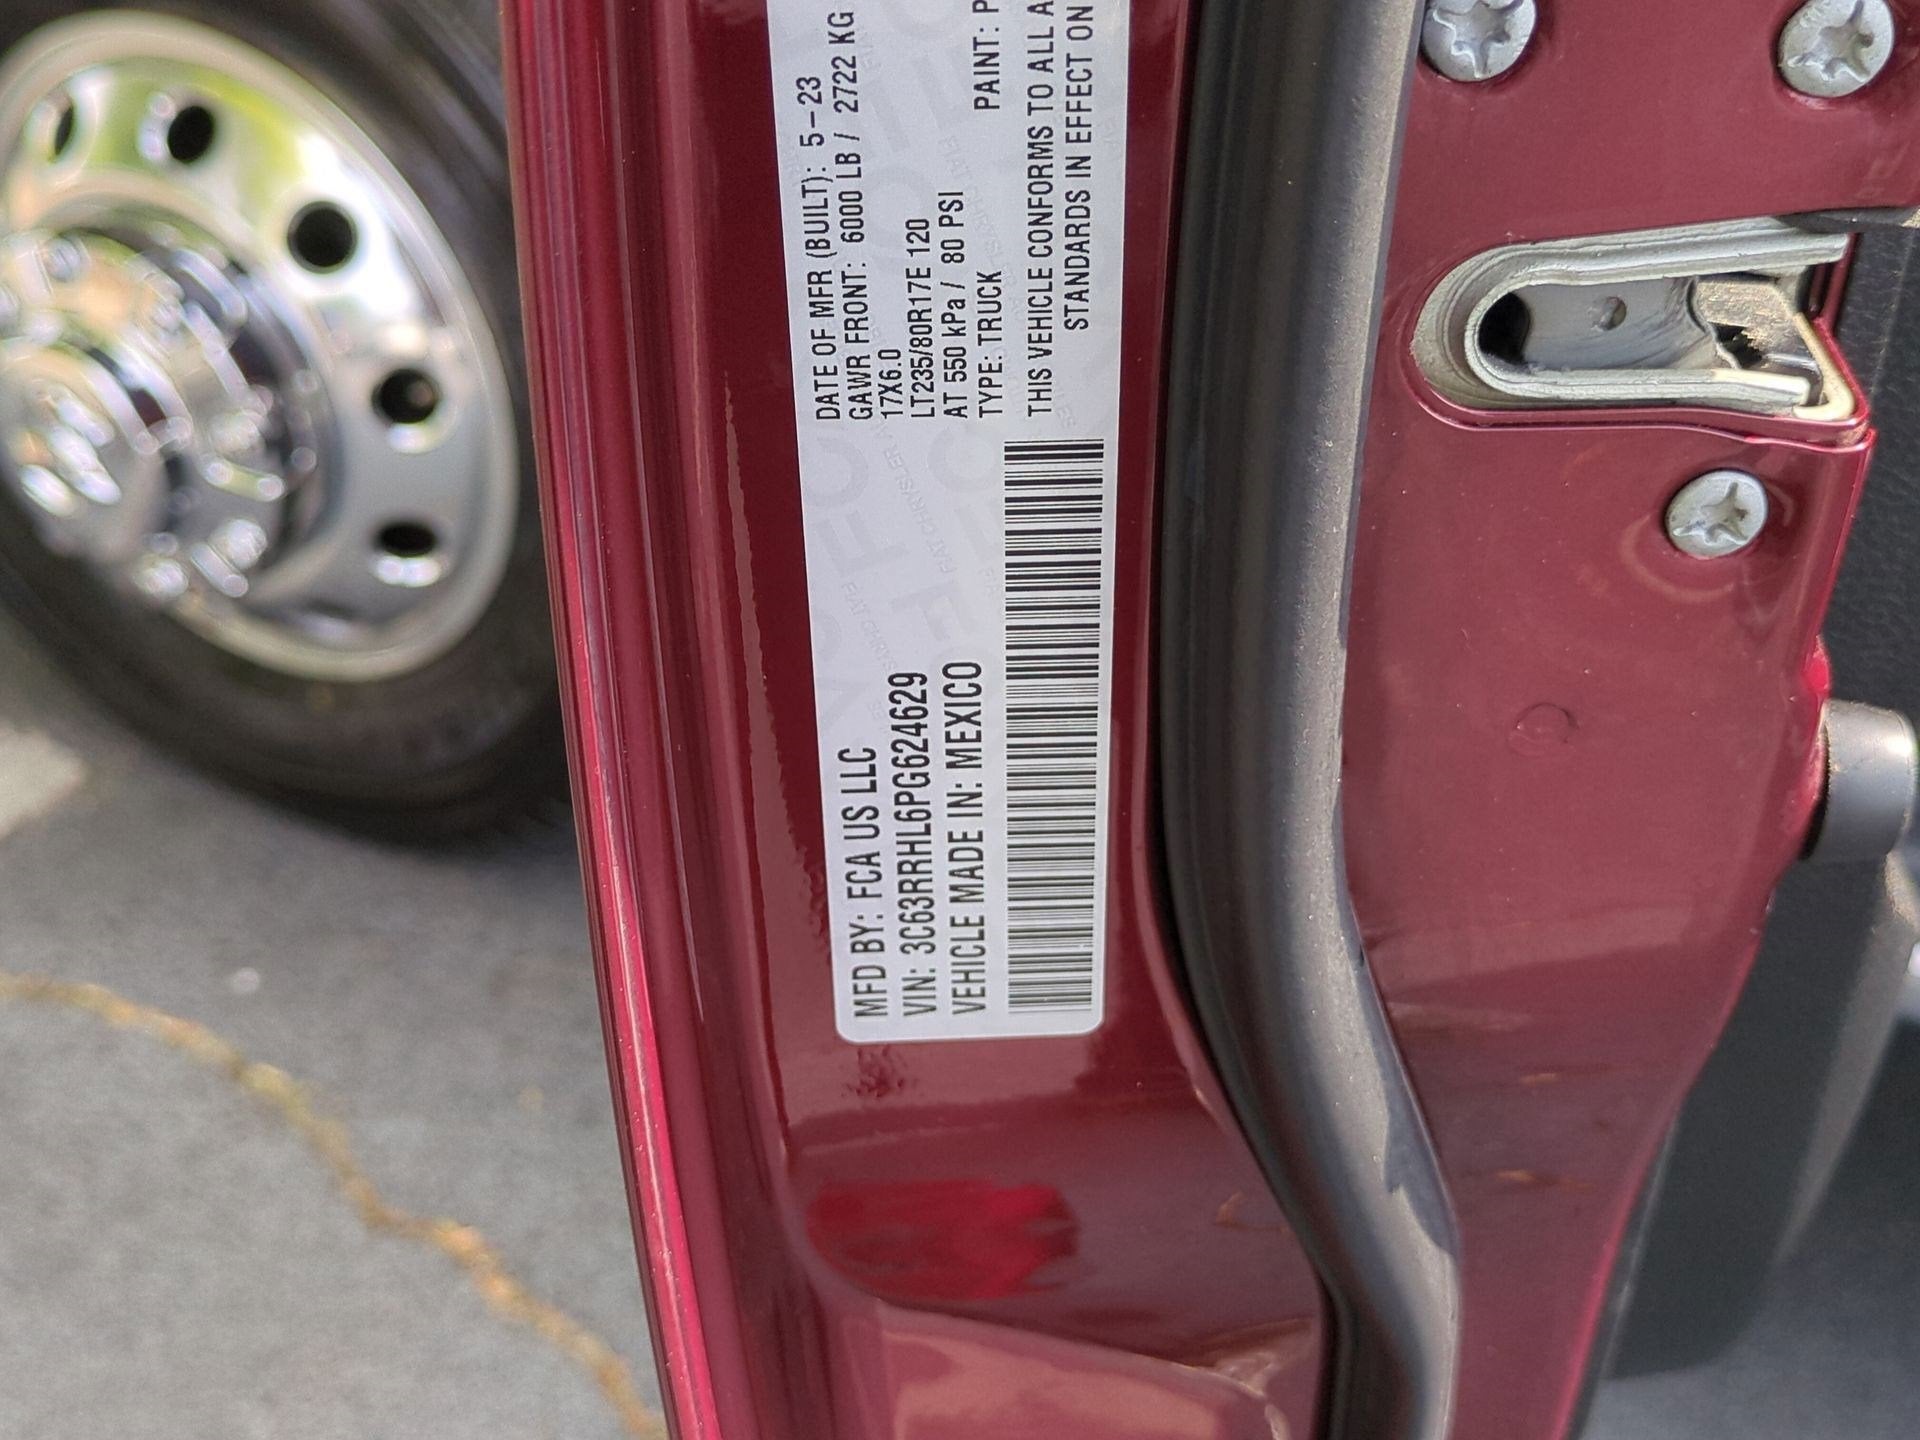 MFD BY: FCA US LLC
VIN: 3C63RRHL6PG624629
VEHICLE MADE IN: MEXICO
DATE OF MFR (BUILT): 5-23
GAWR FRONT: 6000 LB / 2722 KG
17X6.0
LT235/80R17E 120
AT 550 kPa / 80 PSI
TYPE: TRUCK PAINT: P
THIS VEHICLE CONFORMS TO ALL A
STANDARDS IN EFFECT ON